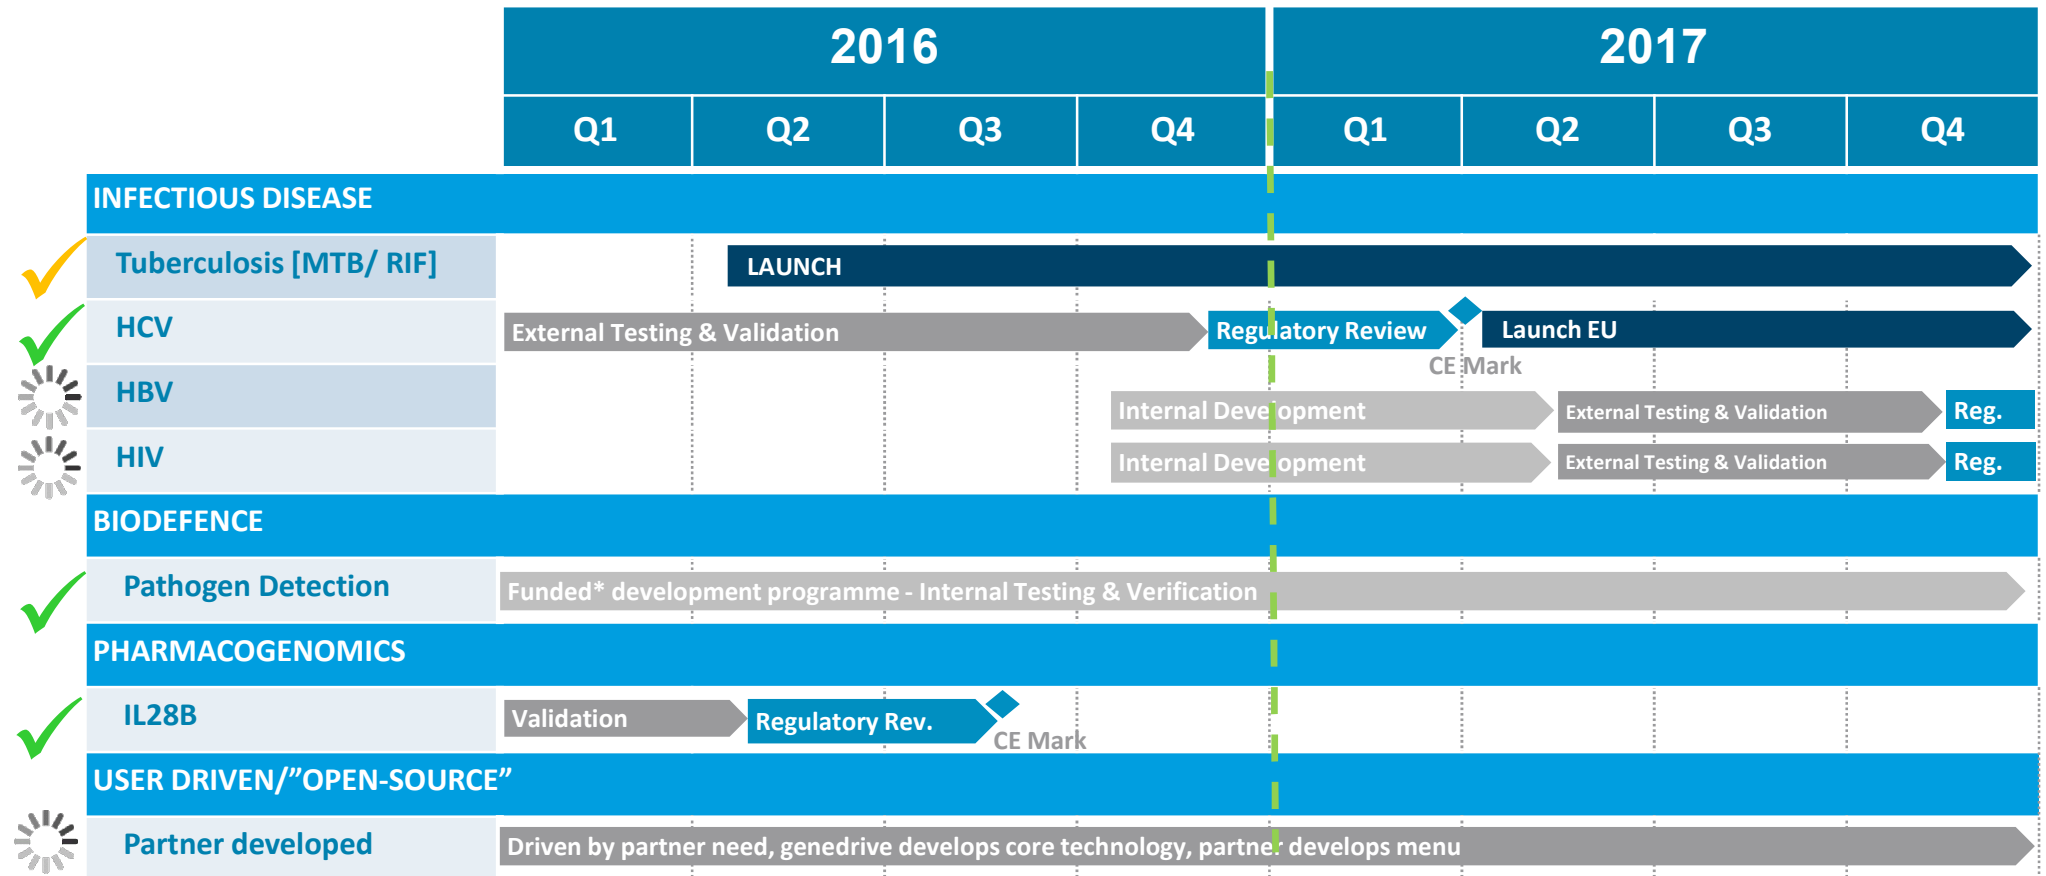 2016
2017
Q1
Q2
Q3
Q4
Q1
Q2
Q3
Q4
INFECTIOUS DISEASE
Tuberculosis [MTB/ RIF]
LAUNCH
HCV
External Testing & Validation
Regulatory Review
Launch EU
CE Mark
HBV
Internal Development
External Testing & Validation
Reg.
HIV
Internal Development
External Testing & Validation
Reg.
BIODEFENCE
Pathogen Detection
Funded* development programme - Internal Testing & Verification
PHARMACOGENOMICS
IL28B
Validation
Regulatory Rev.
CE Mark
USER DRIVEN/”OPEN-SOURCE”
Partner developed
Driven by partner need, genedrive develops core technology, partner develops menu